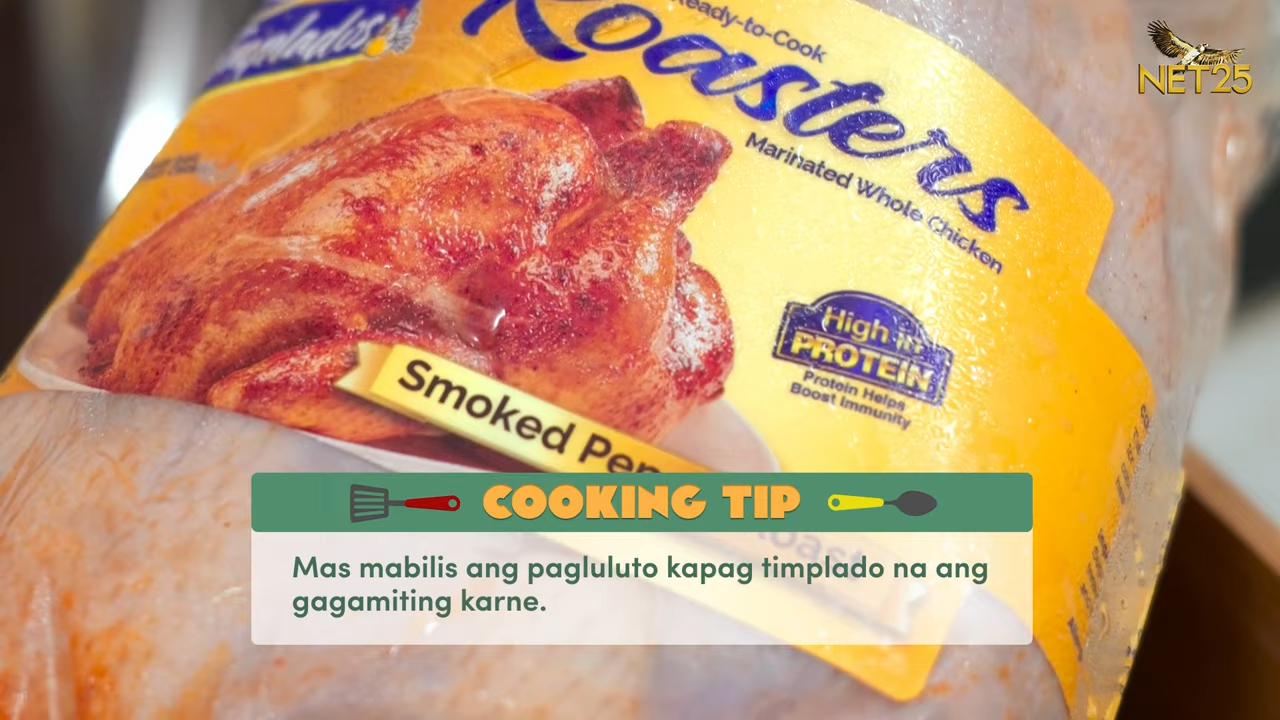 Ready-to-Cook
Roasters
Marinated Whole Chicken
NET25
High in
PROTEIN
Protein Helps
Boost Immunity
Smoked
COOKING TIP
Mas mabilis ang pagluluto kapag timplado na ang
gagamiting karne.